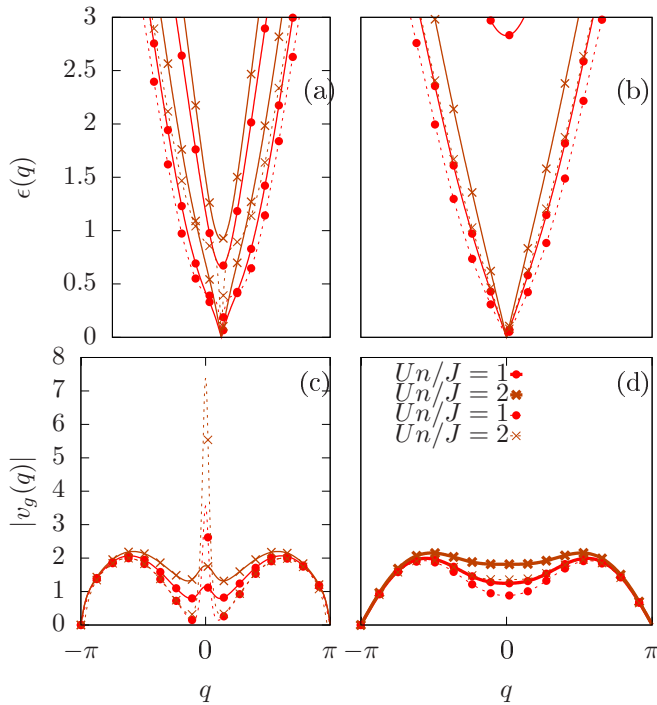 3
2.5
2
1.5
1
0.5
0
ϵ(q)
(a)
(b)
8
7
6
5
4
3
2
1
0
|v_g(q)|
(c)
(d)
Un/J = 1
Un/J = 2
Un/J = 1
Un/J = 2
−π 0 π
−π 0 π
q
q